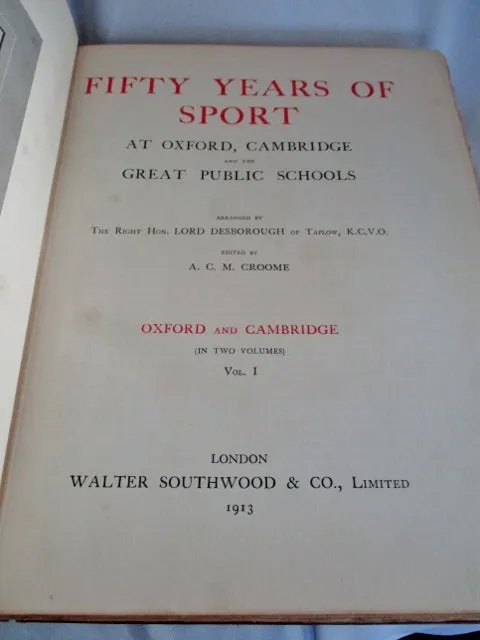 FIFTY YEARS OF
SPORT
AT OXFORD, CAMBRIDGE
AND THE
GREAT PUBLIC SCHOOLS
ARRANGED BY
THE RIGHT HON. LORD DESBOROUGH OF TAPLOW, K.C.V.O.
EDITED BY
A. C. M. CROOME
OXFORD AND CAMBRIDGE
(IN TWO VOLUMES)
VOL. I
LONDON
WALTER SOUTHWOOD & CO., LIMITED
1913